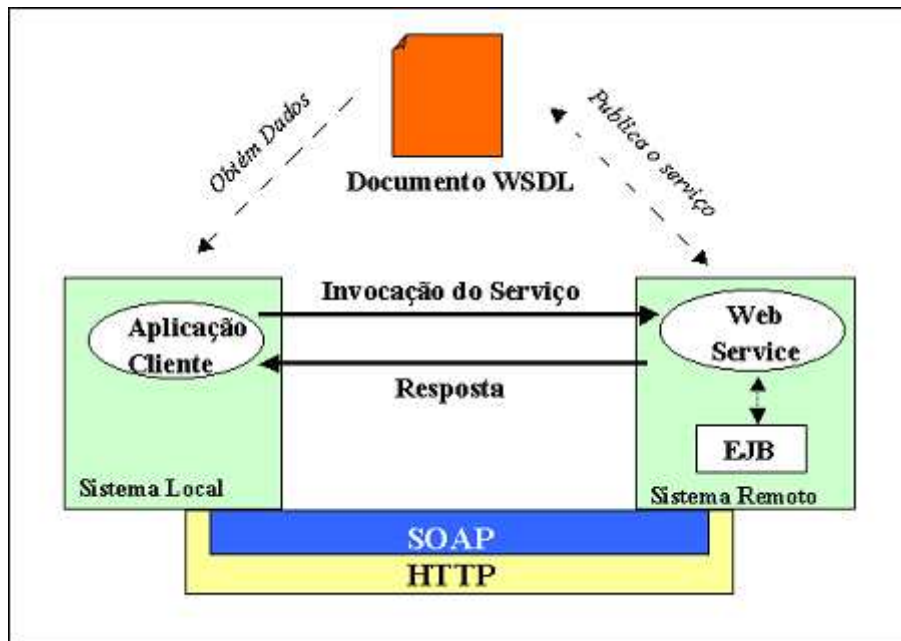 Obtém Dados
Publica o serviço
Documento WSDL
Invocação do Serviço
Aplicação
Cliente
Web
Service
Resposta
EJB
Sistema Local
Sistema Remoto
SOAP
HTTP